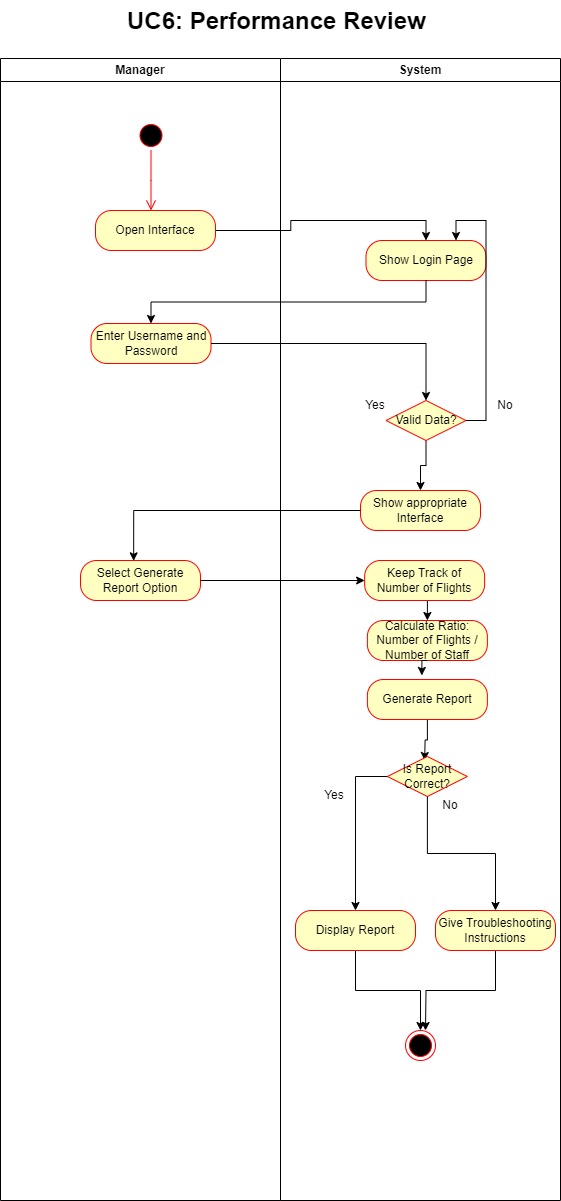 UC6: Performance Review
Manager
System
Open Interface
Show Login Page
Enter Username and
Password
Yes
No
Valid Data?
Show appropriate
Interface
Select Generate
Report Option
Keep Track of
Number of Flights
Calculate Ratio:
Number of Flights /
Number of Staff
Generate Report
Is Report
Correct?
Yes
No
Display Report
Give Troubleshooting
Instructions